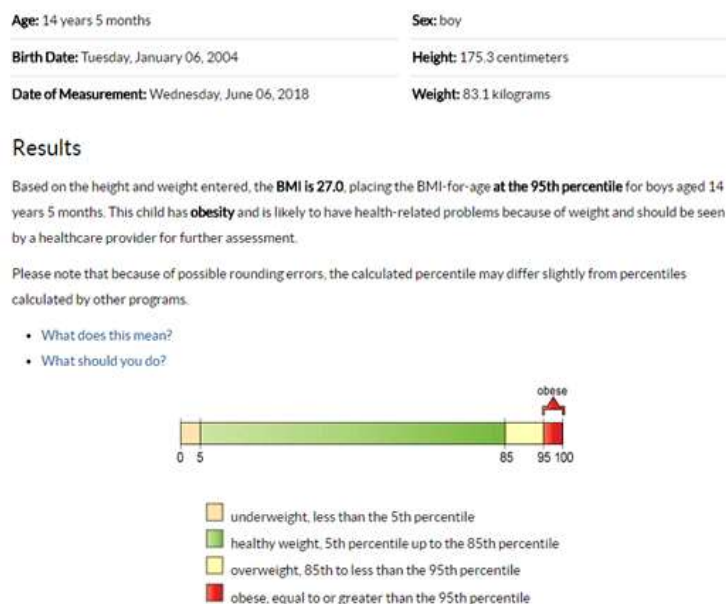 Age: 14 years 5 months
Sex: boy
Birth Date: Tuesday, January 06, 2004
Height: 175.3 centimeters
Date of Measurement: Wednesday, June 06, 2018
Weight: 83.1 kilograms
Results
Based on the height and weight entered, the BMI is 27.0, placing the BMI-for-age at the 95th percentile for boys aged 14
years 5 months. This child has obesity and is likely to have health-related problems because of weight and should be seen
by a healthcare provider for further assessment.
Please note that because of possible rounding errors, the calculated percentile may differ slightly from percentiles
calculated by other programs.
• What does this mean?
• What should you do?
obese
0 5 85 95 100
underweight, less than the 5th percentile
healthy weight, 5th percentile up to the 85th percentile
overweight, 85th to less than the 95th percentile
obese, equal to or greater than the 95th percentile